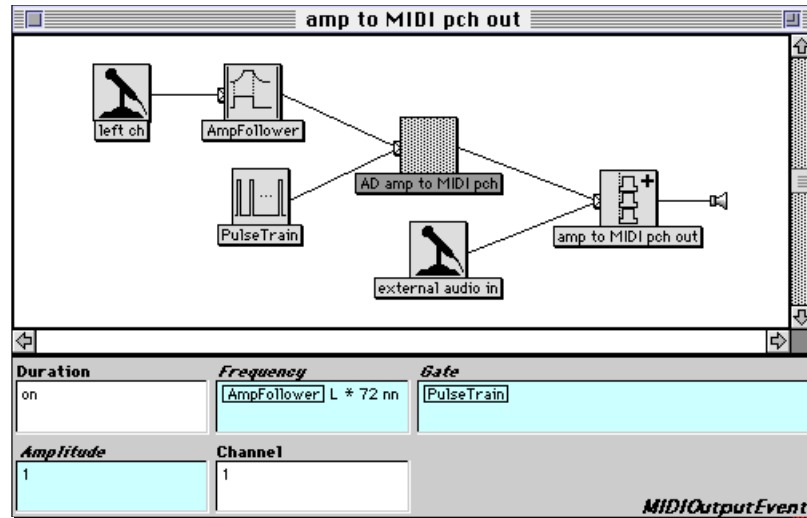 amp to MIDI pch out
left ch
AmpFollower
AD amp to MIDI pch
PulseTrain
amp to MIDI pch out
external audio in
Duration
on
Frequency
AmpFollower L * 72 nn
Gate
PulseTrain
Amplitude
1
Channel
1
MIDIOutputEvent